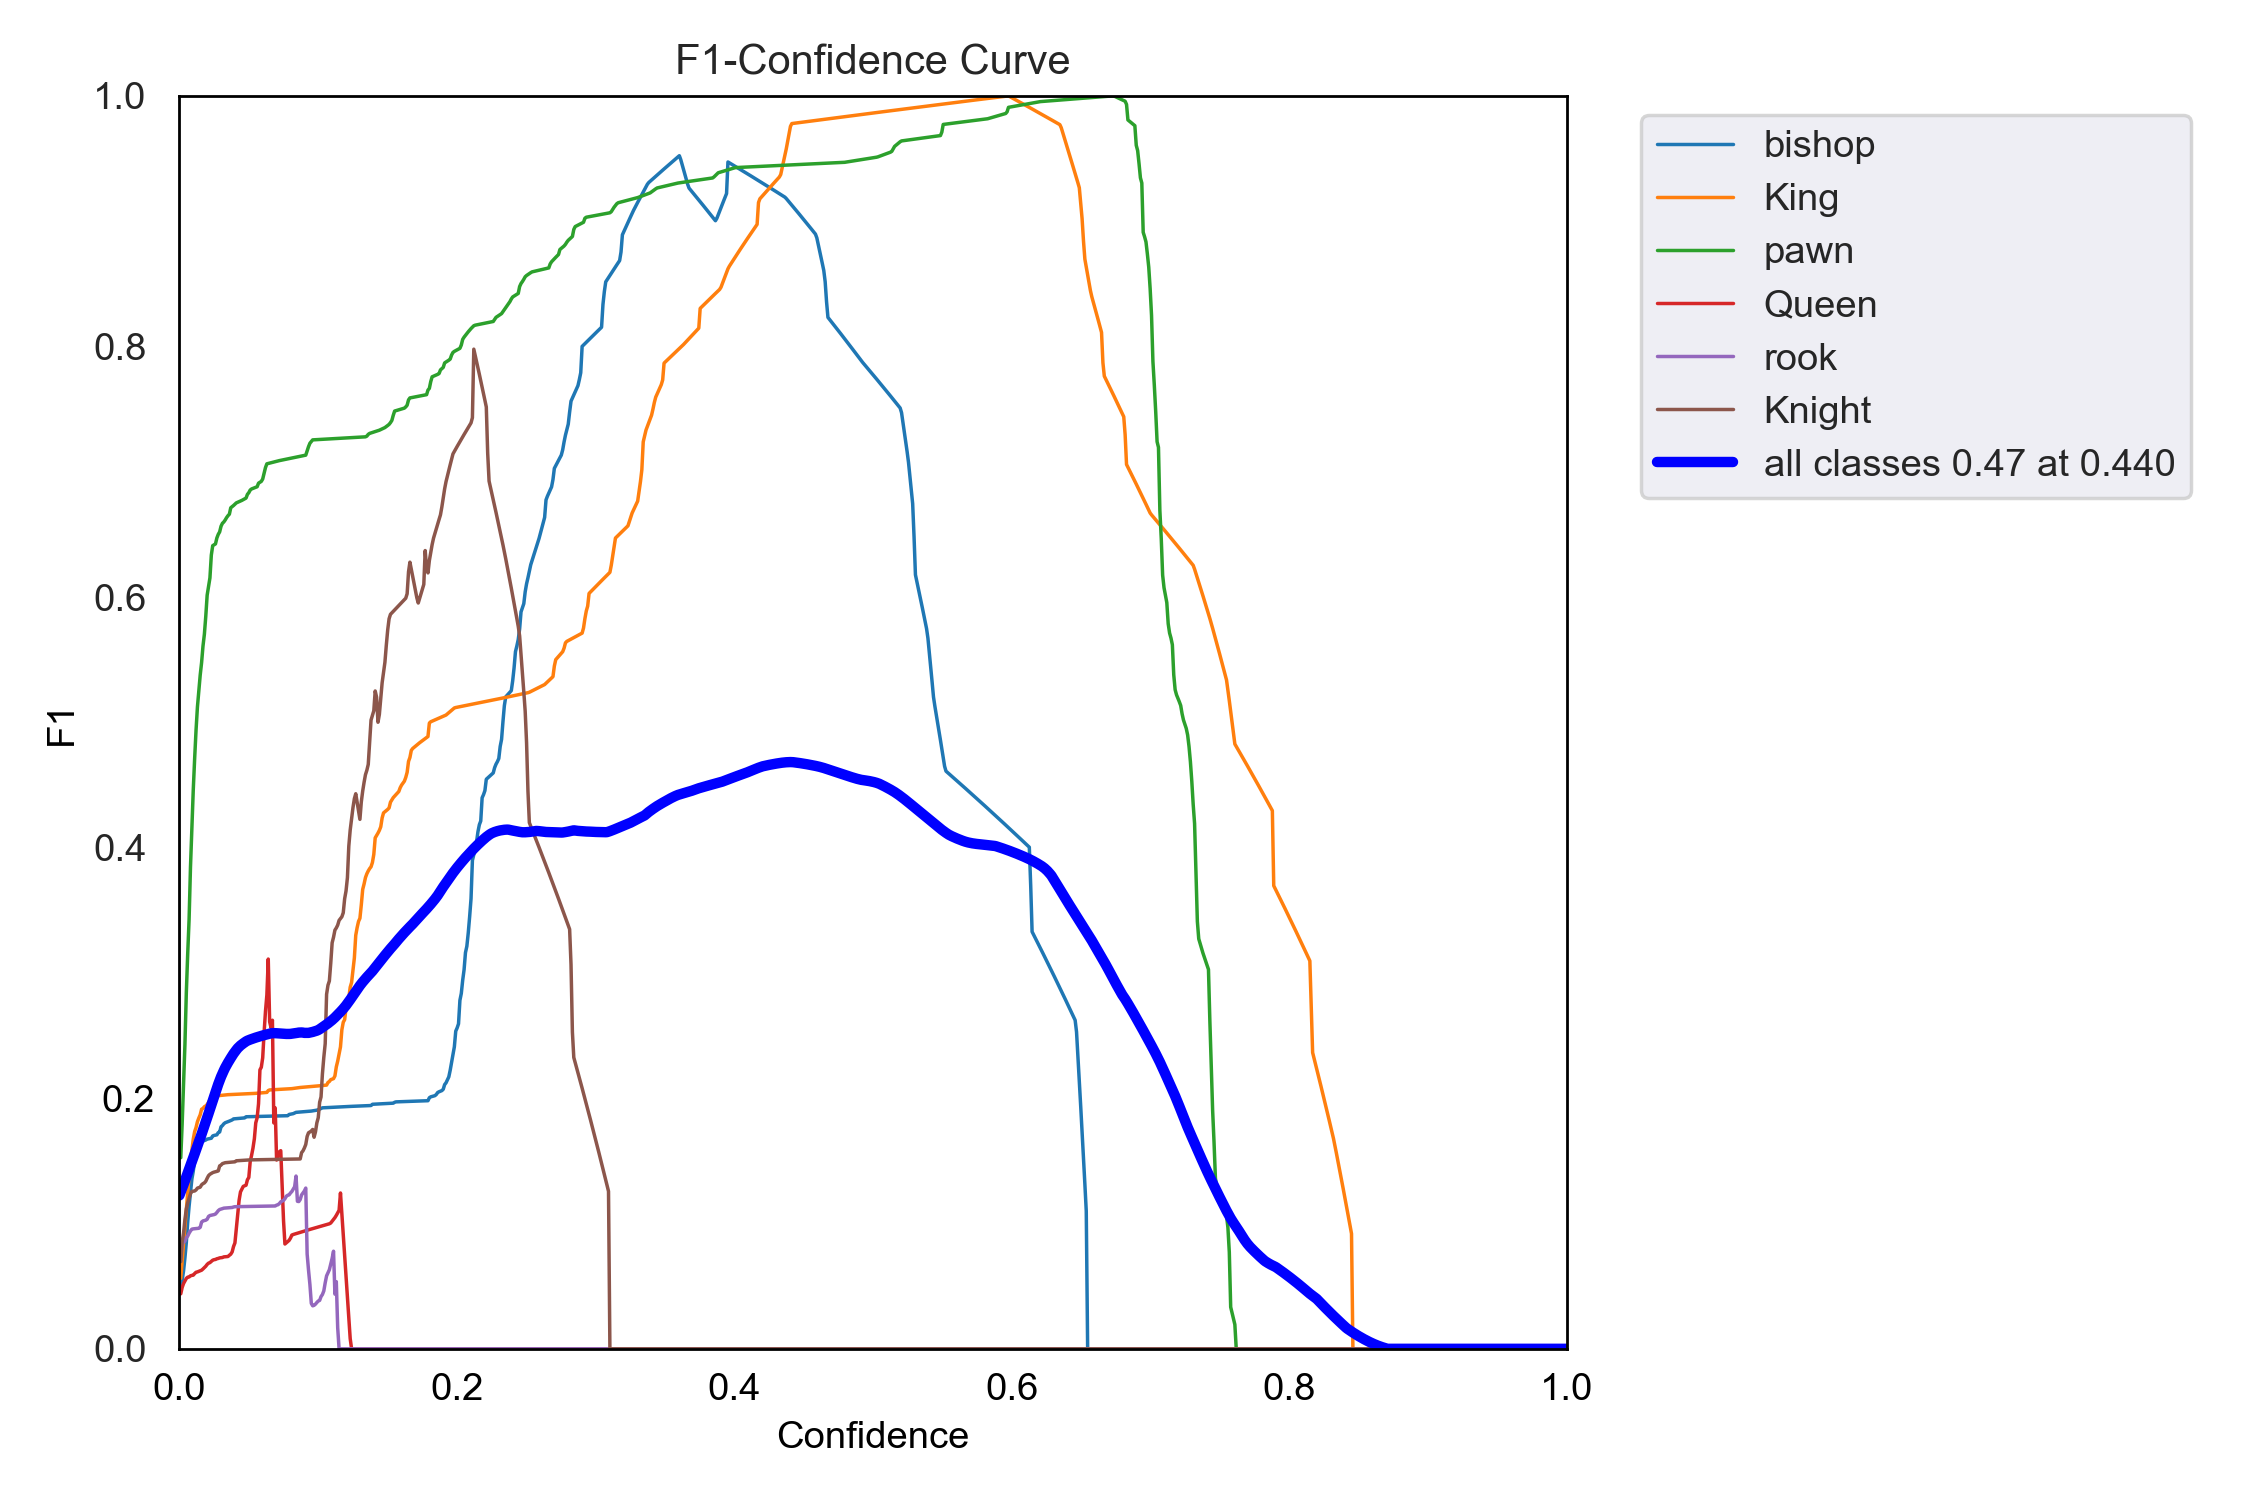 F1-Confidence Curve
1.0
0.8
0.6
0.4
0.2
0.0
F1
0.0 0.2 0.4 0.6 0.8 1.0
Confidence
bishop
King
pawn
Queen
rook
Knight
all classes 0.47 at 0.440